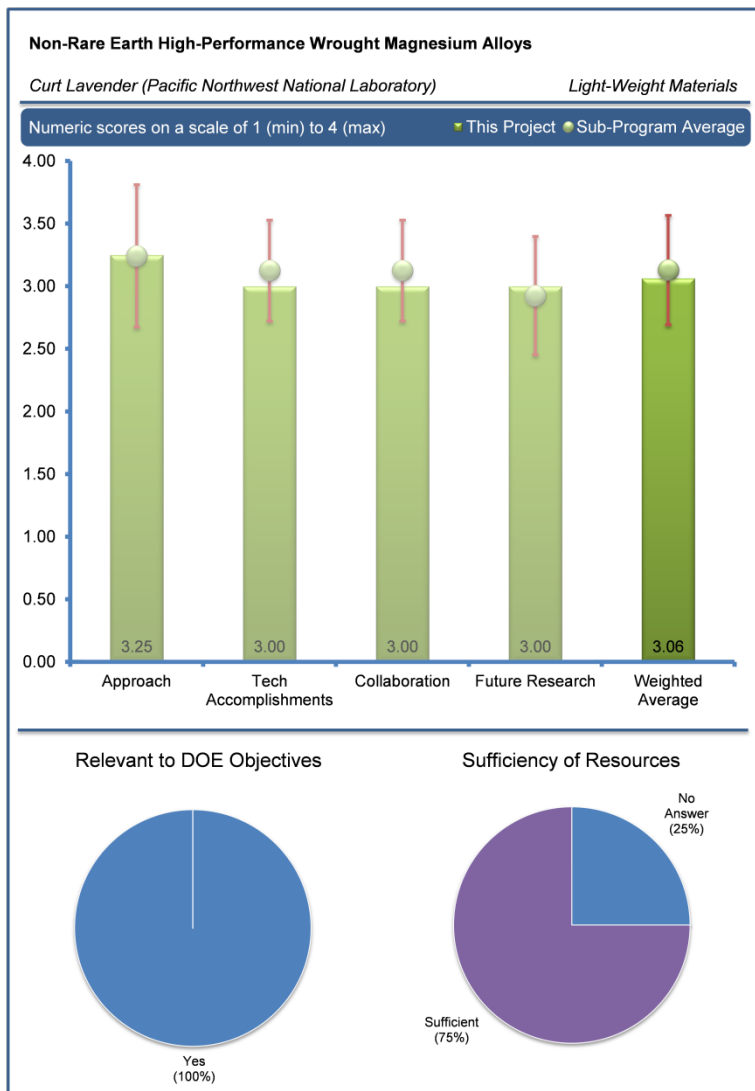 Non-Rare Earth High-Performance Wrought Magnesium Alloys
Curt Lavender (Pacific Northwest National Laboratory) Light-Weight Materials
Numeric scores on a scale of 1 (min) to 4 (max) This Project Sub-Program Average
4.00
3.50
3.00
2.50
2.00
1.50
1.00
0.50
0.00
3.25 3.00 3.00 3.00 3.06
Approach Tech Collaboration Future Research Weighted
Accomplishments Average
Relevant to DOE Objectives Sufficiency of Resources
No
Answer
(25%)
Sufficient
(75%)
Yes
(100%)